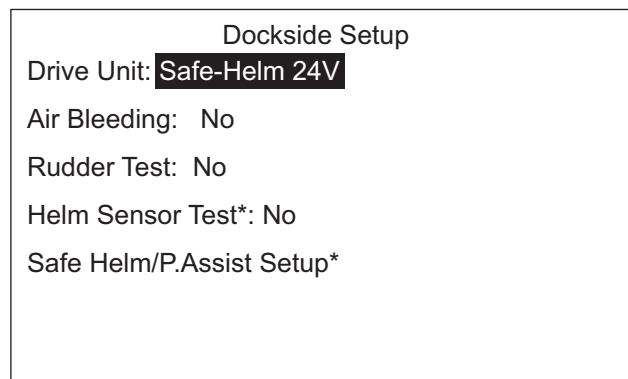 Dockside Setup
Drive Unit: Safe-Helm 24V
Air Bleeding: No
Rudder Test: No
Helm Sensor Test*: No
Safe Helm/P.Assist Setup*